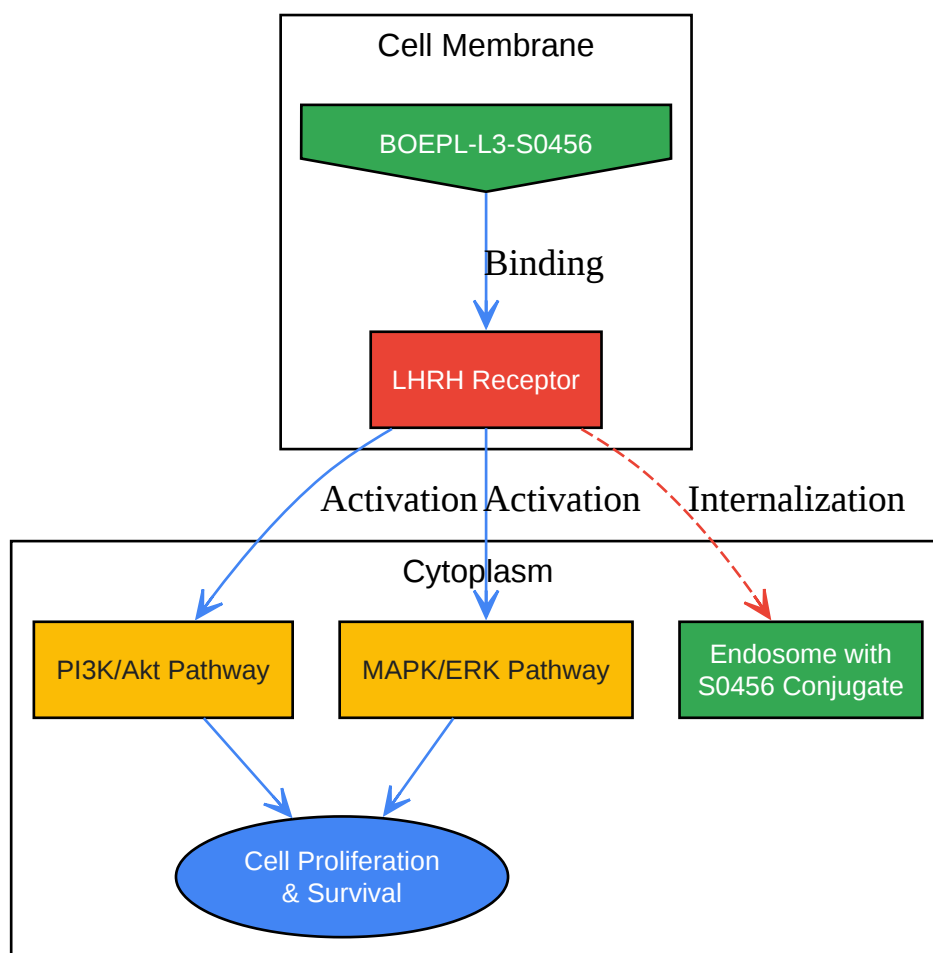 Cell Membrane
BOEPL-L3-S0456
Binding
LHRH Receptor
Activation
Activation
Internalization
Cytoplasm
PI3K/Akt Pathway
MAPK/ERK Pathway
Endosome with
S0456 Conjugate
Cell Proliferation
& Survival